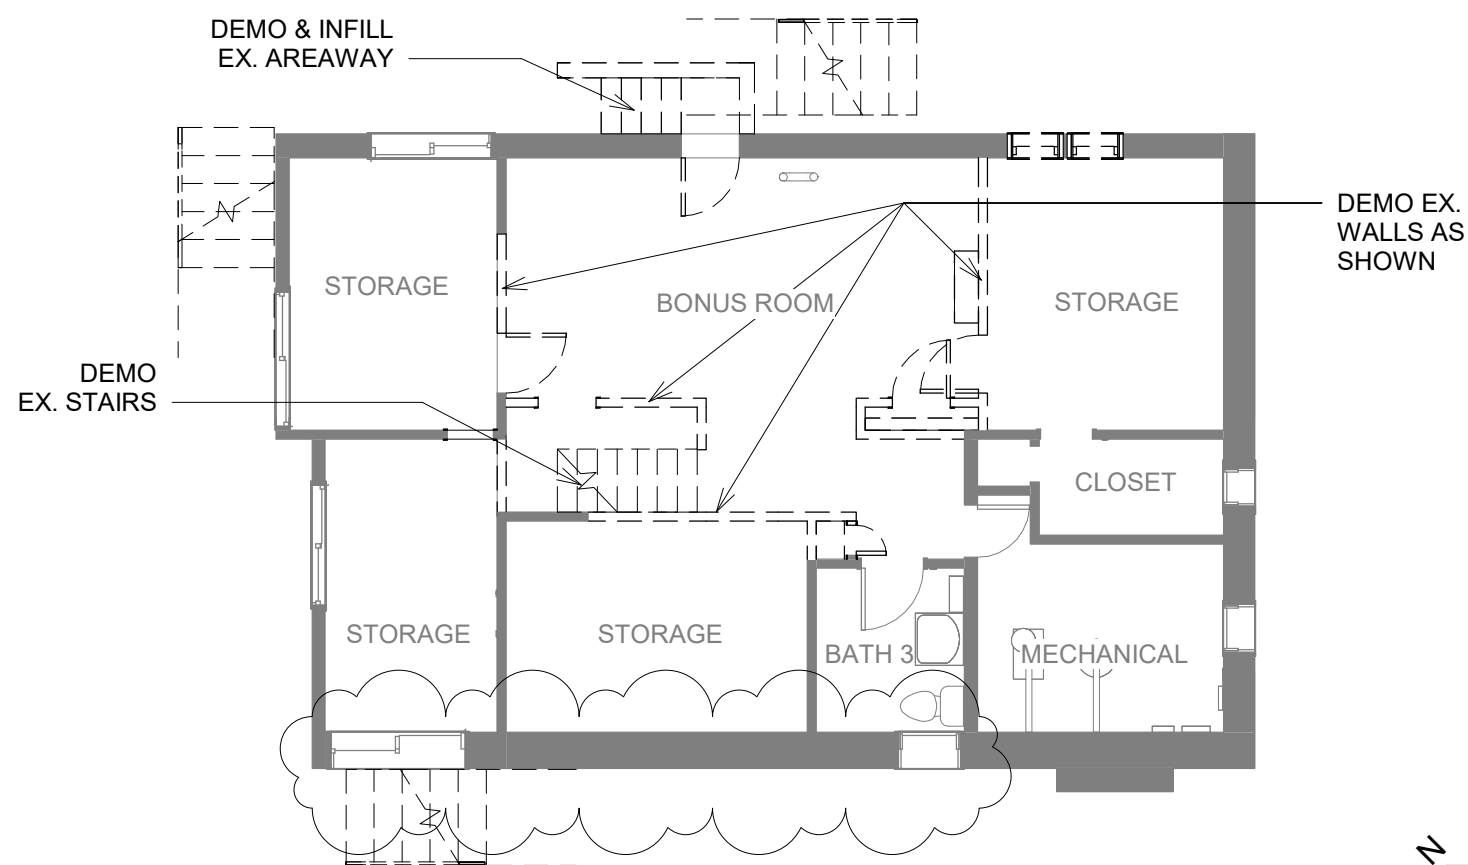 DEMO & INFILL
EX. AREAWAY
DEMO EX.
WALLS AS
SHOWN
STORAGE
BONUS ROOM
STORAGE
DEMO
EX. STAIRS
CLOSET
STORAGE
STORAGE
BATH 3
MECHANICAL
N